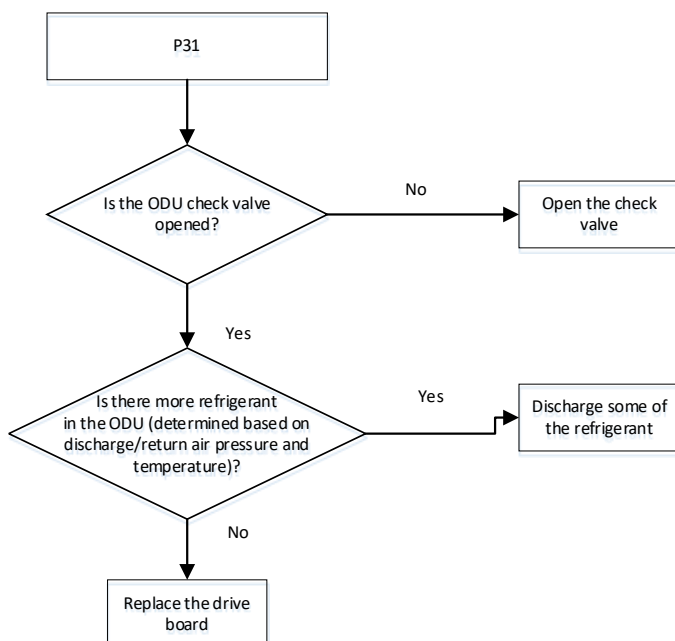 P31
Is the ODU check valve
opened?
No
Open the check
valve
Yes
Is there more refrigerant
in the ODU (determined based on
discharge/return air pressure and
temperature)?
Yes
Discharge some of
the refrigerant
No
Replace the drive
board